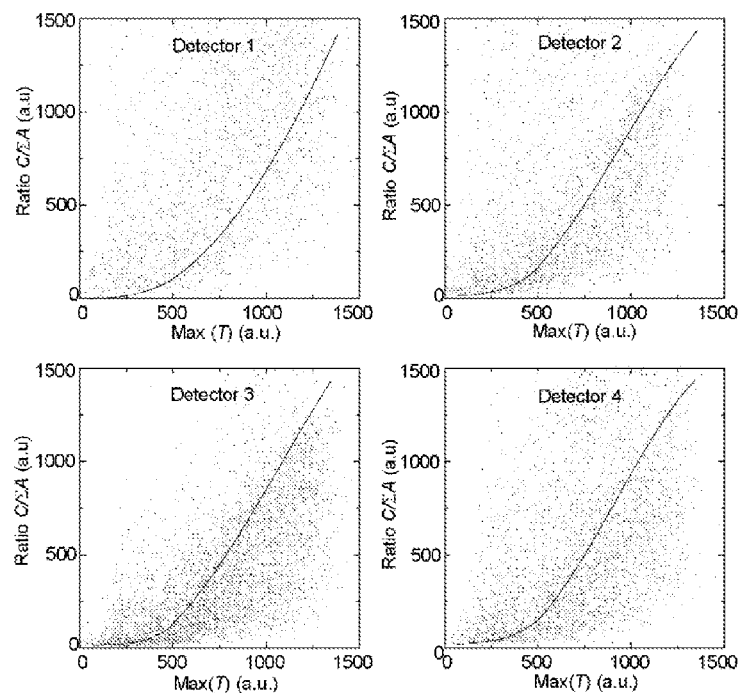 Detector 1
Ratio C/ΣA (a.u)
1500
1000
500
0
0 500 1000 1500
Max (T) (a.u.)
Detector 2
Ratio C/ΣA (a.u)
1500
1000
500
0
0 500 1000 1500
Max(T) (a.u.)
Detector 3
Ratio C/ΣA (a.u)
1500
1000
500
0
0 500 1000 1500
Max(T) (a.u.)
Detector 4
Ratio C/ΣA (a.u)
1500
1000
500
0
0 500 1000 1500
Max(T) (a.u.)